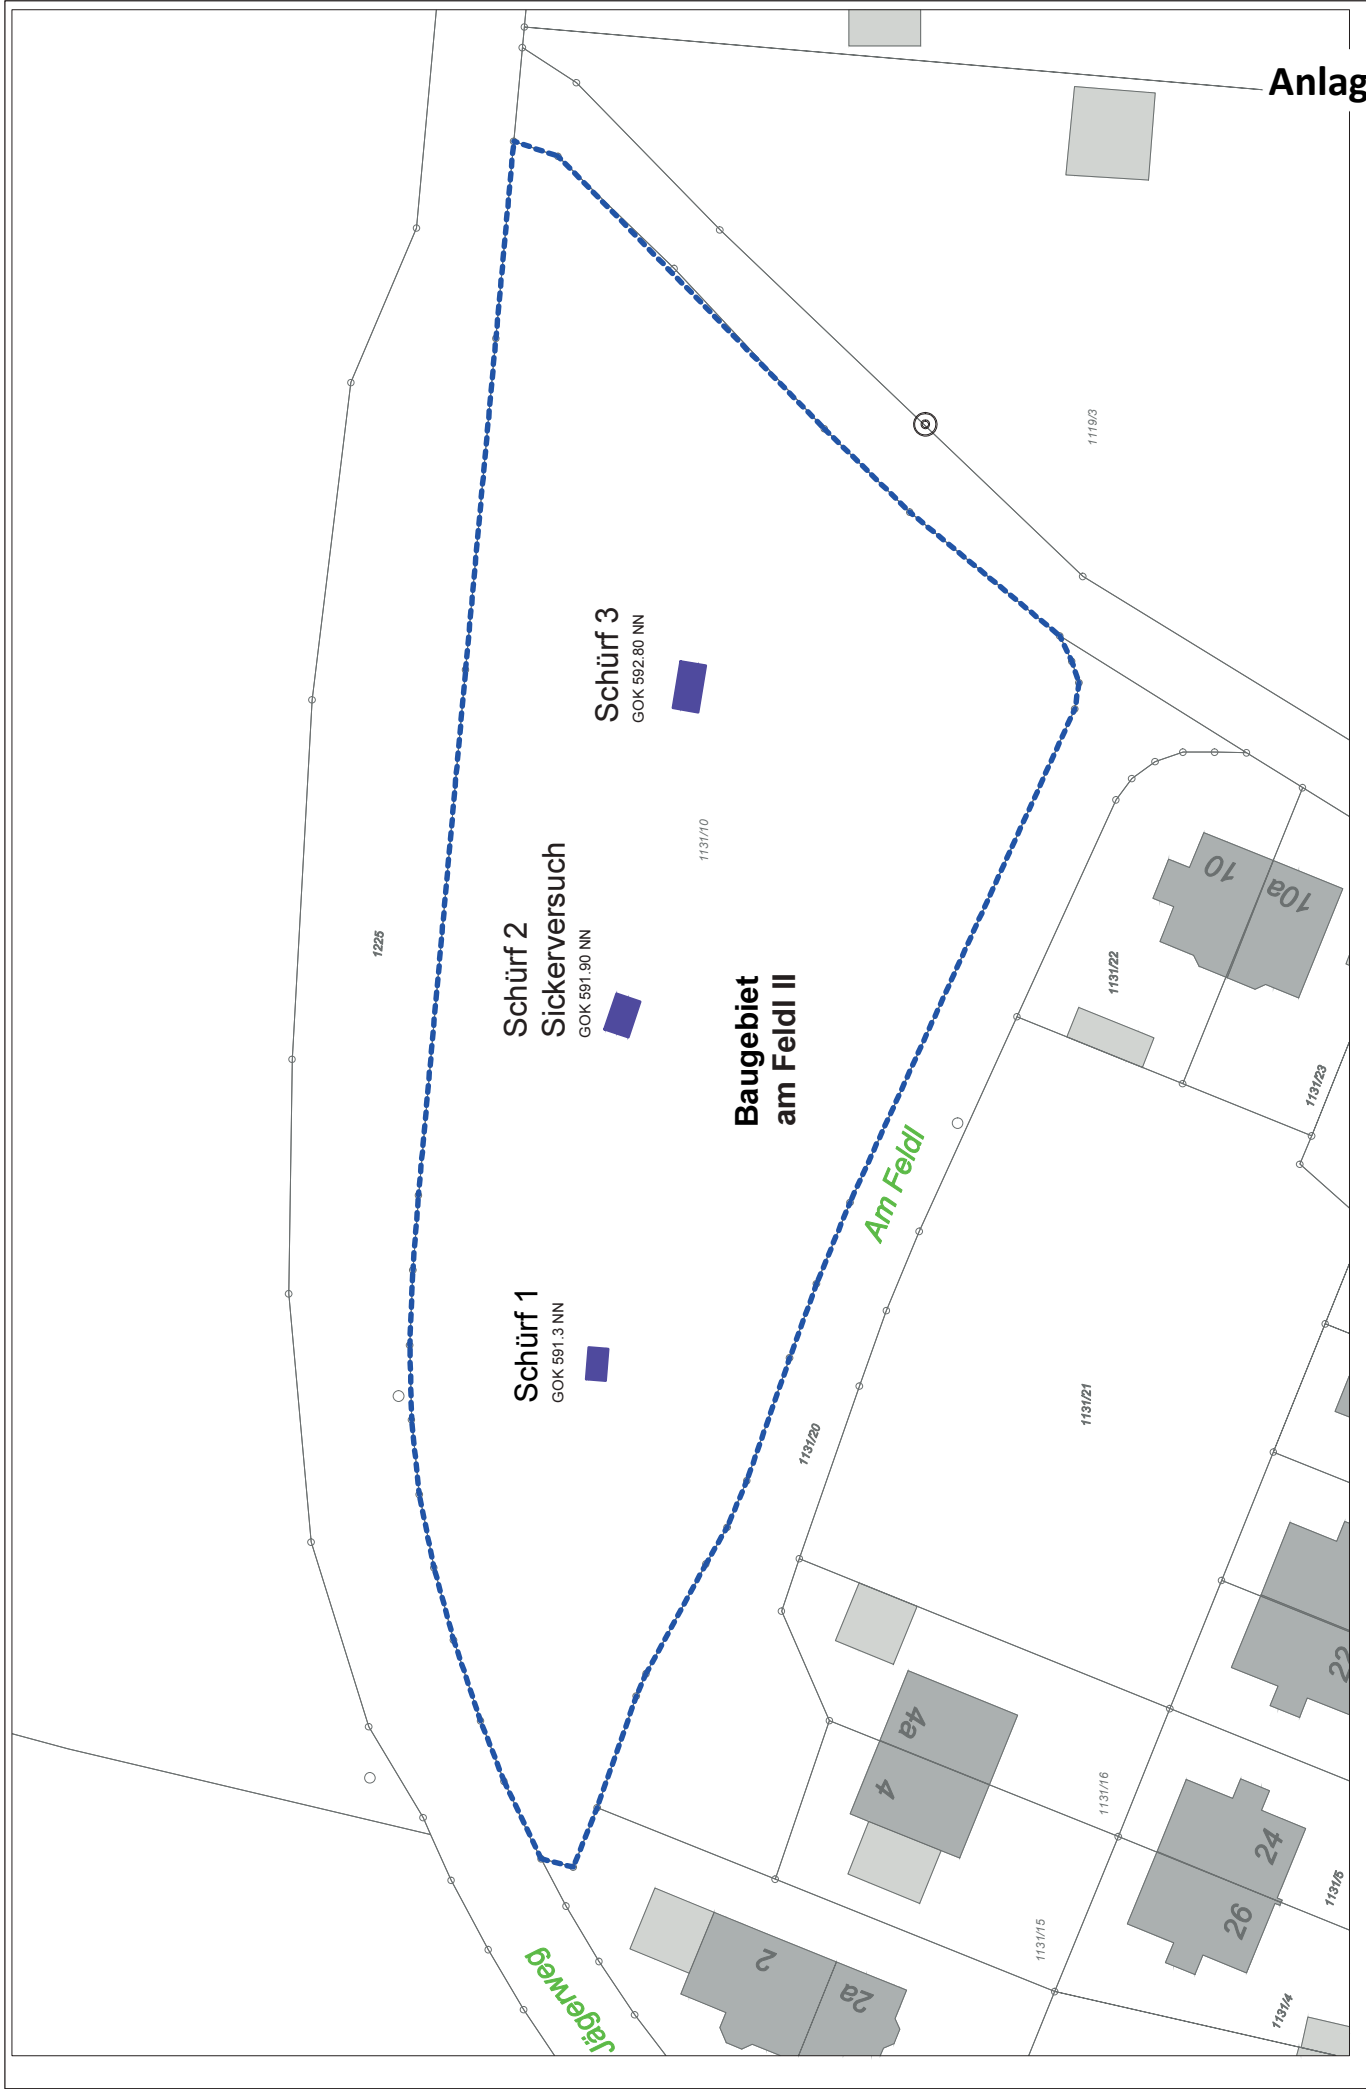 Anlag
1119/3
Schürf 3
GOK 592.80 NN
1131/10
Schürf 2
Sickerversuch
GOK 591.90 NN
1225
Baugebiet
am Feldl II
Schürf 1
GOK 591.3 NN
Am Feldl
10
10a
1131/22
1131/23
1131/20
1131/21
22
4a
4
1131/16
24
26
1131/5
1131/15
1131/4
2
2a
Jägerweg